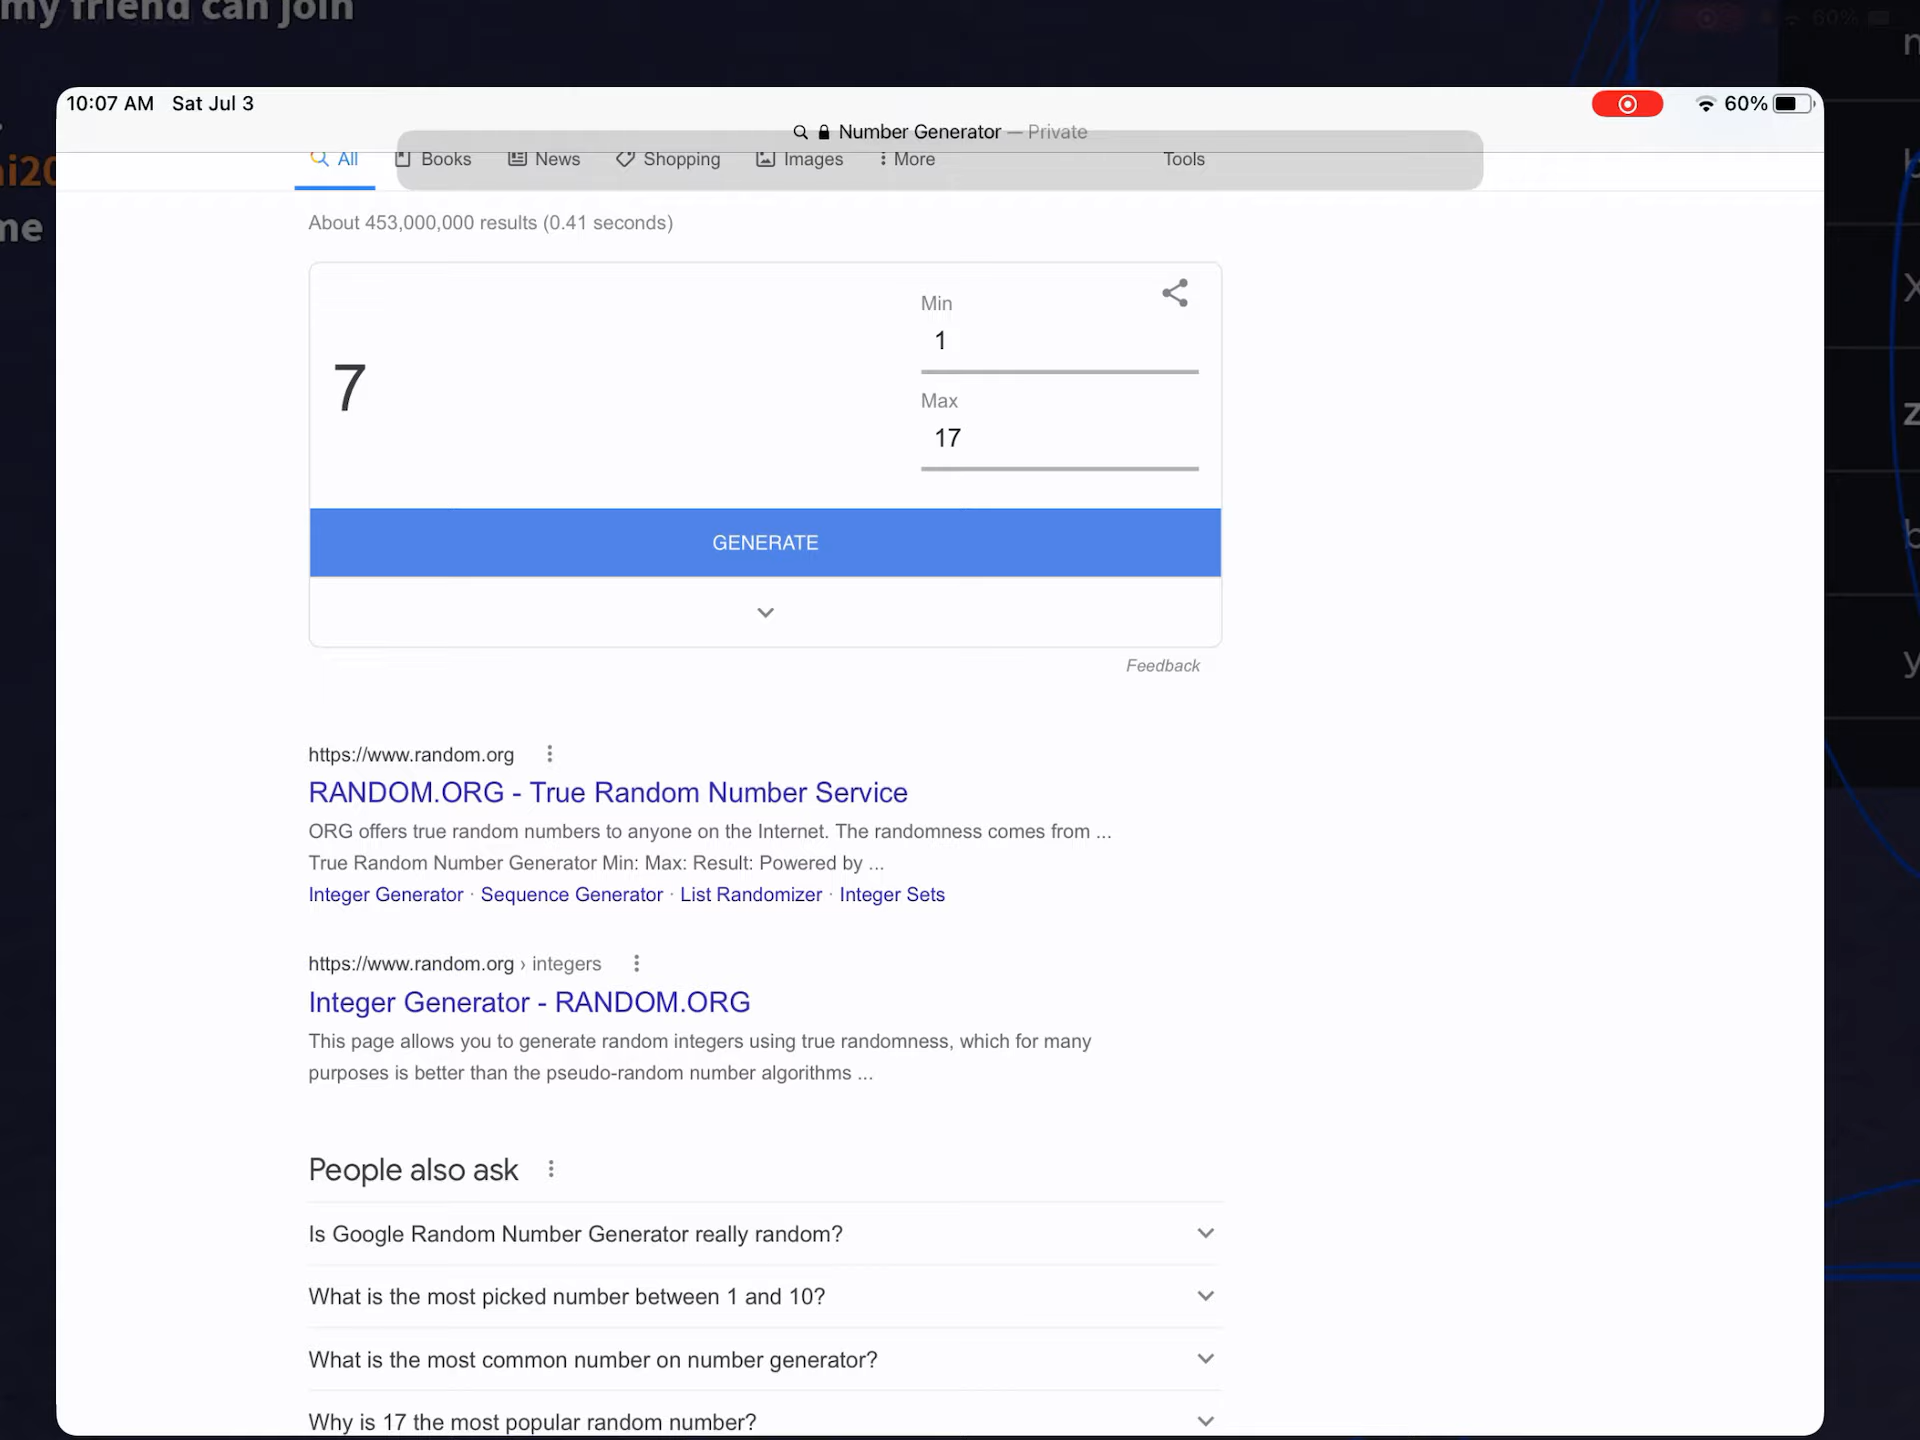 my friend can join
60%
10:07 AM Sat Jul 3
60%
Number Generator — Private
All Books News Shopping Images More Tools
me
About 453,000,000 results (0.41 seconds)
Min
1
7
Max
17
GENERATE
Feedback
https://www.random.org
RANDOM.ORG - True Random Number Service
ORG offers true random numbers to anyone on the Internet. The randomness comes from ...
True Random Number Generator Min: Max: Result: Powered by ...
Integer Generator · Sequence Generator · List Randomizer · Integer Sets
https://www.random.org › integers
Integer Generator - RANDOM.ORG
This page allows you to generate random integers using true randomness, which for many
purposes is better than the pseudo-random number algorithms ...
People also ask
Is Google Random Number Generator really random?
What is the most picked number between 1 and 10?
What is the most common number on number generator?
Why is 17 the most popular random number?